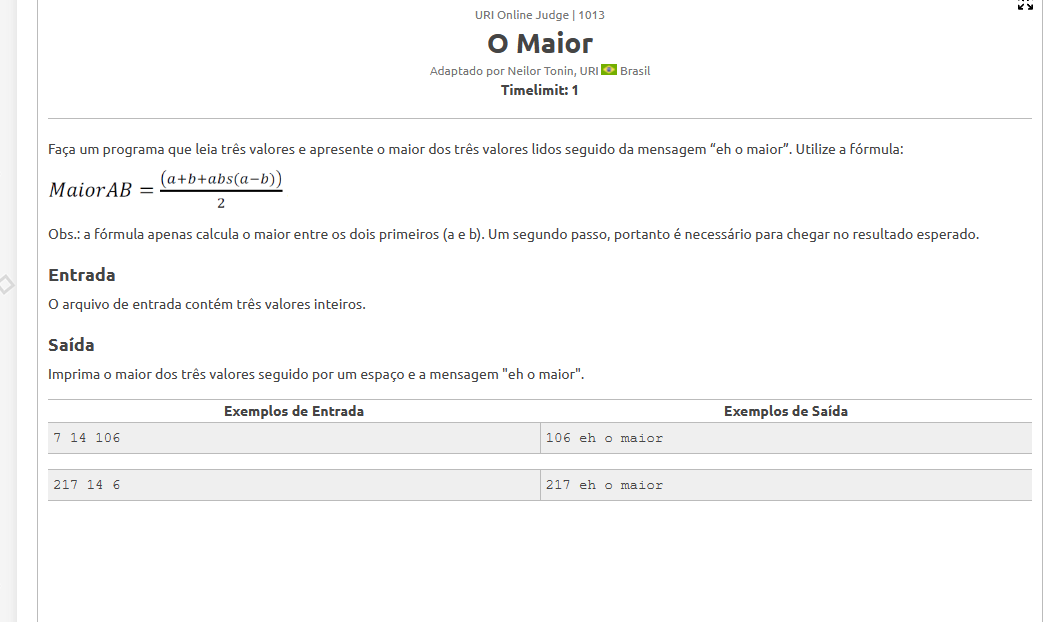 URI Online Judge | 1013
O Maior
Adaptado por Neilor Tonin, URI Brasil
Timelimit: 1
Faça um programa que leia três valores e apresente o maior dos três valores lidos seguido da mensagem “eh o maior”. Utilize a fórmula:
MaiorAB = (a+b+abs(a−b))
2
Obs.: a fórmula apenas calcula o maior entre os dois primeiros (a e b). Um segundo passo, portanto é necessário para chegar no resultado esperado.
Entrada
O arquivo de entrada contém três valores inteiros.
Saída
Imprima o maior dos três valores seguido por um espaço e a mensagem "eh o maior".
Exemplos de Entrada Exemplos de Saída
7 14 106 106 eh o maior
217 14 6 217 eh o maior